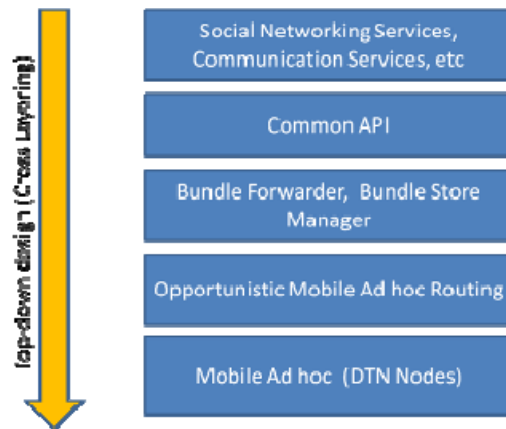 Top-down design (Cross Layering)
Social Networking Services,
Communication Services, etc
Common API
Bundle Forwarder, Bundle Store
Manager
Opportunistic Mobile Ad hoc Routing
Mobile Ad hoc (DTN Nodes)